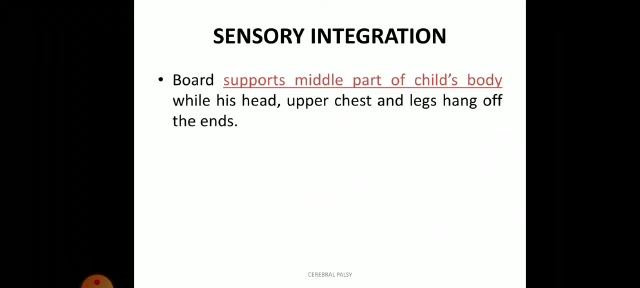 SENSORY INTEGRATION
• Board supports middle part of child's body
while his head, upper chest and legs hang off
the ends.
CEREBRAL PALSY